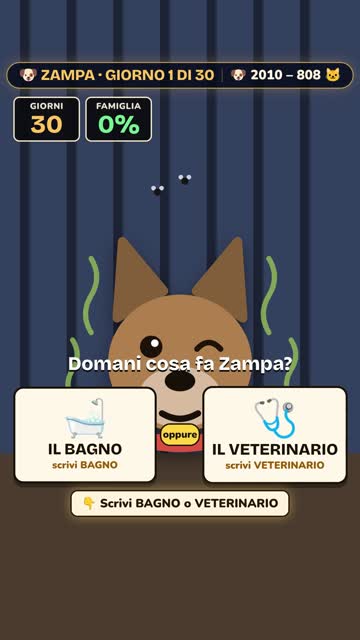 🐶 ZAMPA · GIORNO 1 DI 30 | 🐶 2010 – 808 🐱
GIORNI
30
FAMIGLIA
0%
Domani cosa fa Zampa?
IL BAGNO
scrivi BAGNO
oppure
IL VETERINARIO
scrivi VETERINARIO
👇 Scrivi BAGNO o VETERINARIO